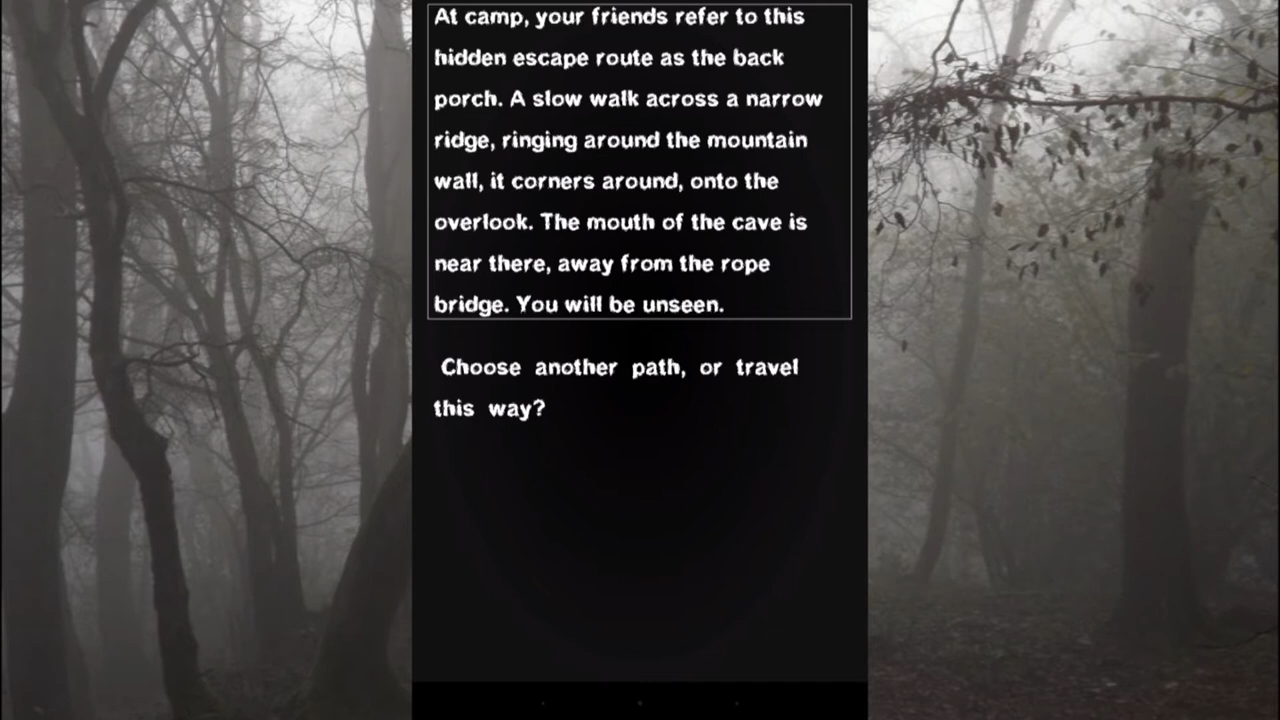 At camp, your friends refer to this
hidden escape route as the back
porch. A slow walk across a narrow
ridge, ringing around the mountain
wall, it corners around, onto the
overlook. The mouth of the cave is
near there, away from the rope
bridge. You will be unseen.
Choose another path, or travel
this way?